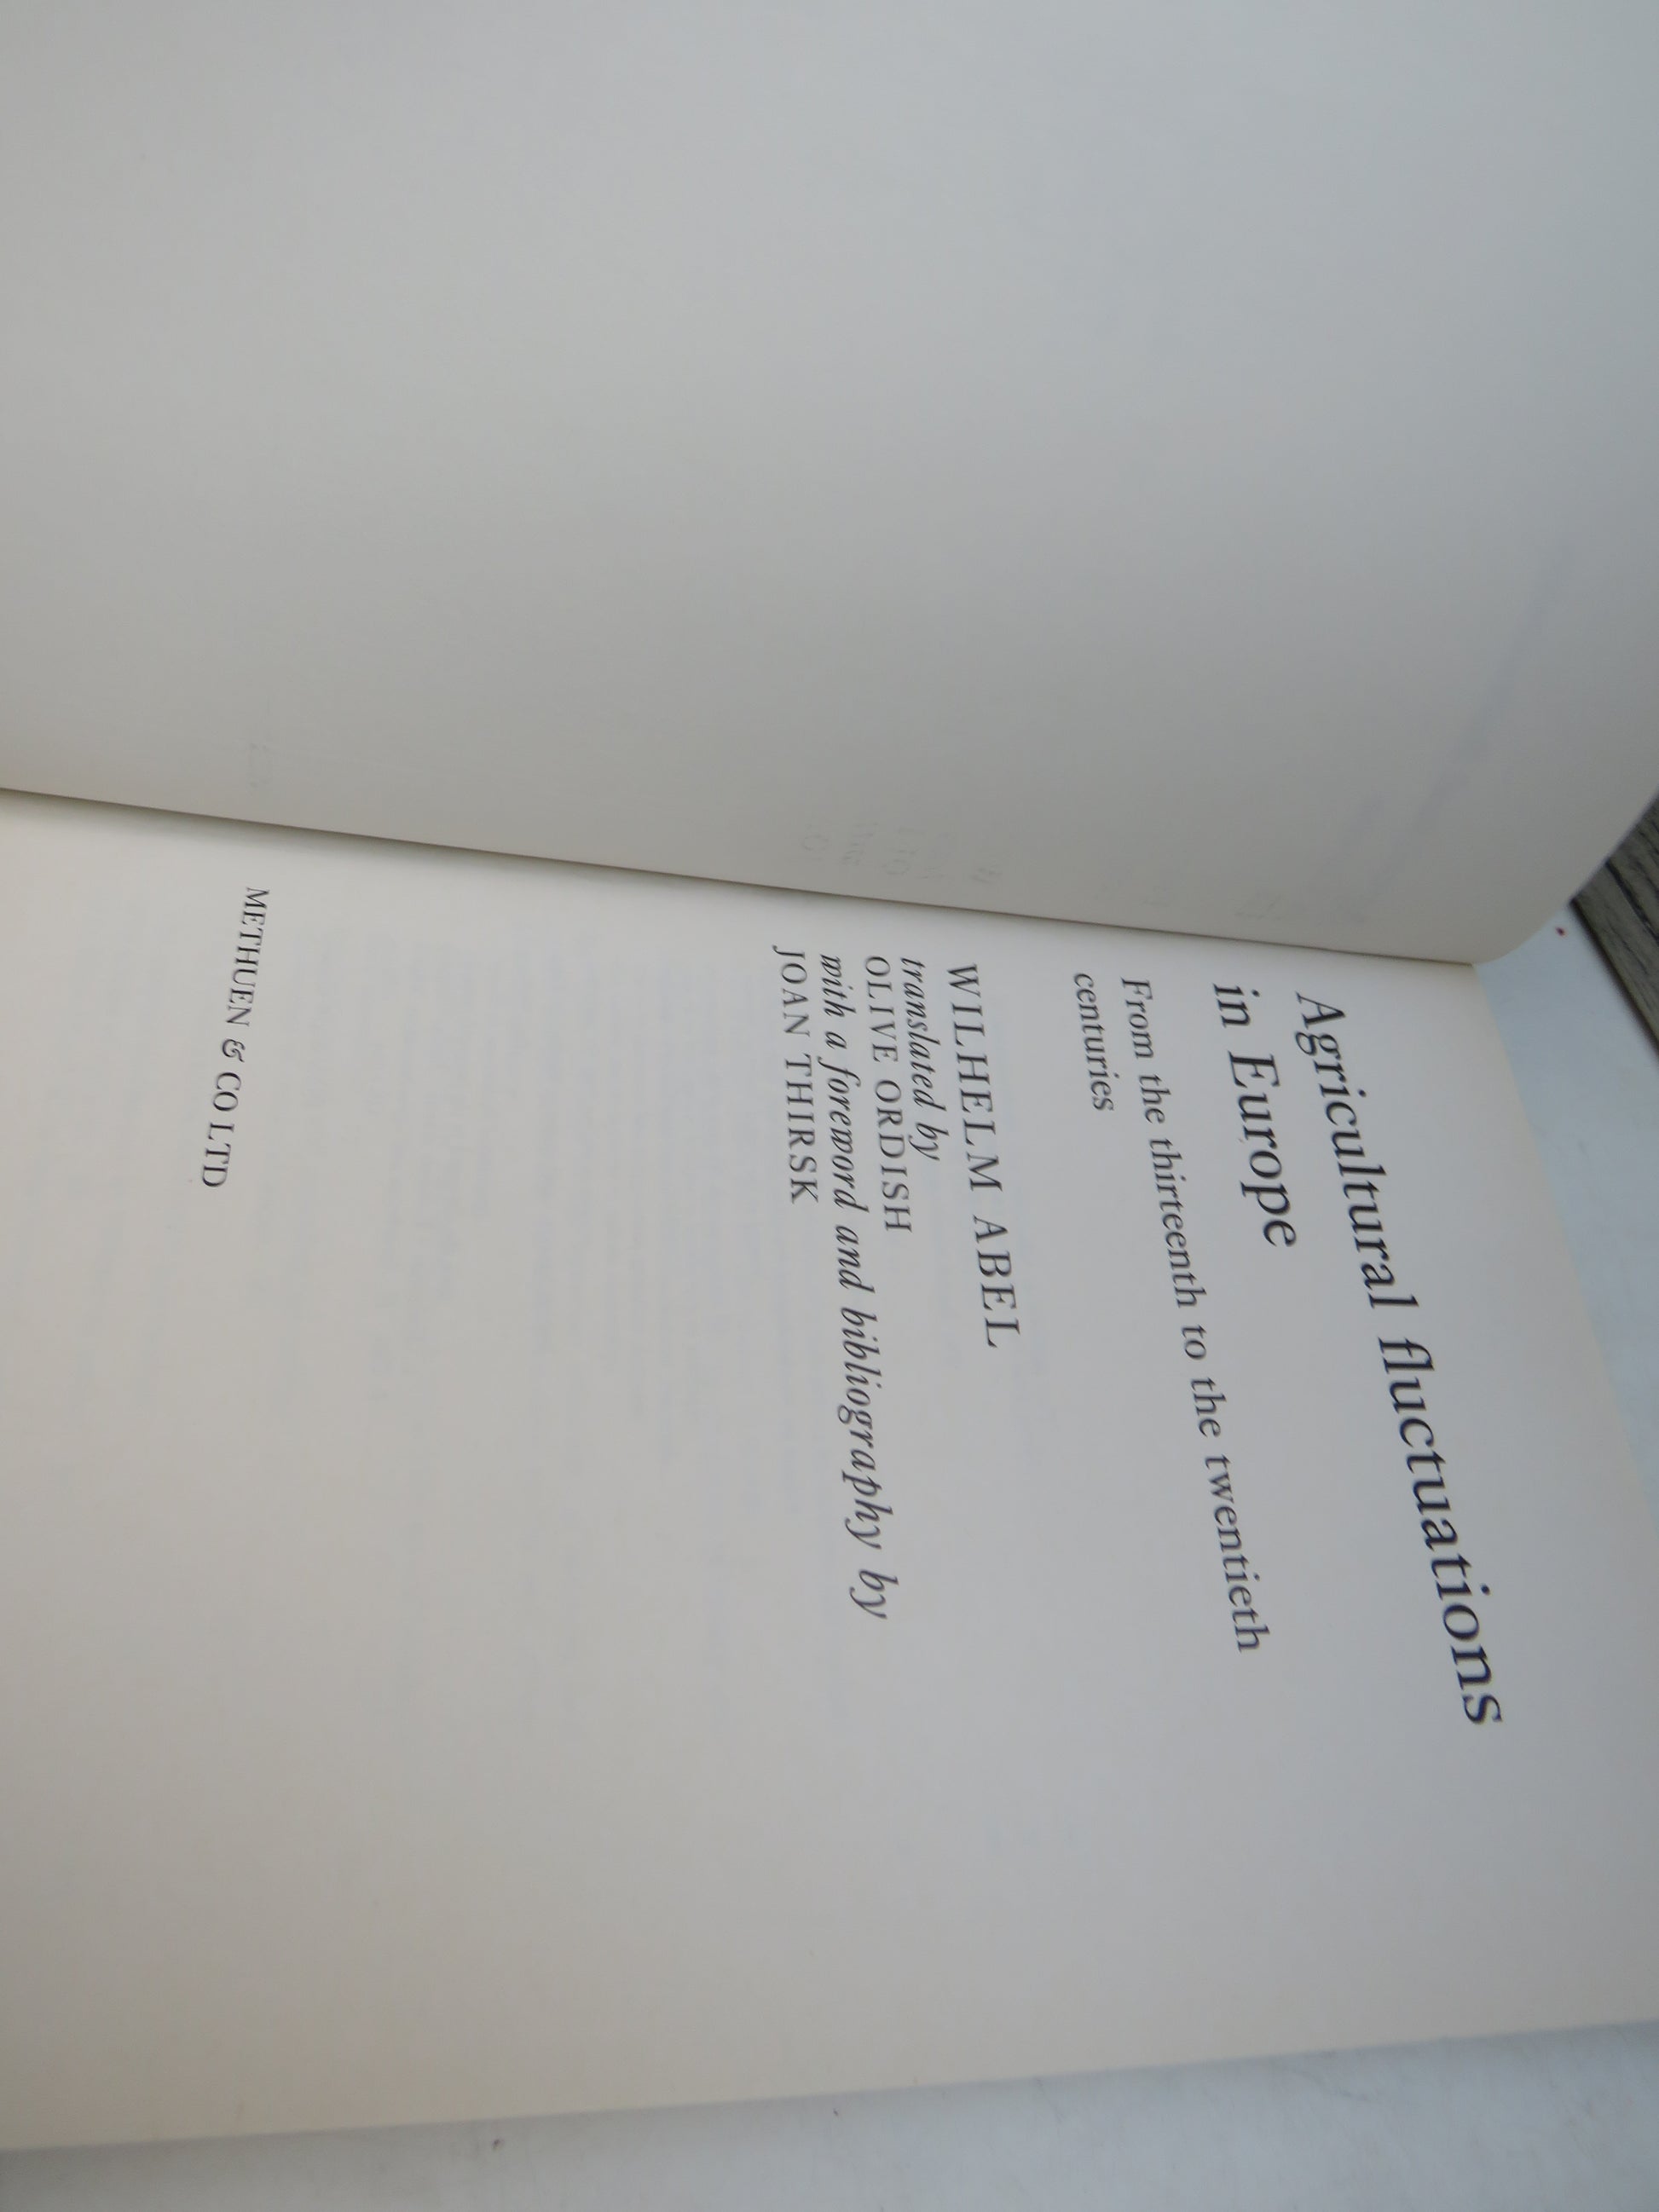 Agricultural fluctuations
in Europe
From the thirteenth to the twentieth
centuries
WILHELM ABEL
translated by
OLIVE ORDISH
with a foreword and bibliography by
JOAN THIRSK
METHUEN & CO LTD